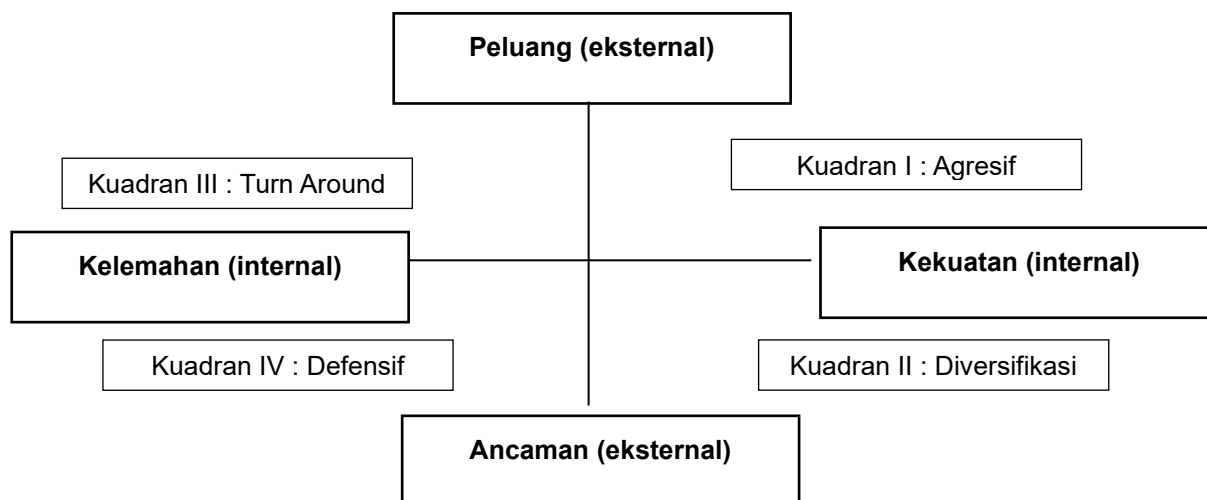 Peluang (eksternal)
Kuadran I : Agresif
Kuadran III : Turn Around
Kelemahan (internal)
Kekuatan (internal)
Kuadran IV : Defensif
Kuadran II : Diversifikasi
Ancaman (eksternal)